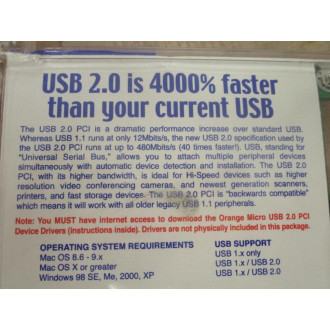 USB 2.0 is 4000% faster
than your current USB
The USB 2.0 PCI is a dramatic performance increase over standard USB.
Whereas USB 1.1 runs at only 12Mbits/s, the new USB 2.0 specification used by
the USB 2.0 PCI runs at up to 480Mbits/s (40 times faster!). USB, standing for
"Universal Serial Bus," allows you to attach multiple peripheral devices
simultaneously with automatic device detection and installation. The USB 2.0
PCI, with its higher bandwidth, is ideal for Hi-Speed devices such as higher
resolution video conferencing cameras, and newest generation scanners,
printers, and fast storage devices. The USB 2.0 PCI is "backwards compatible"
which means it will work with all older legacy USB 1.1 peripherals.
Note: You MUST have internet access to download the Orange Micro USB 2.0 PCI
Device Drivers (instructions inside). Drivers are not physically included in this package.
OPERATING SYSTEM REQUIREMENTS USB SUPPORT
Mac OS 8.6 - 9.x USB 1.x only
Mac OS X or greater USB 1.x / USB 2.0
Windows 98 SE, Me, 2000, XP USB 1.x / USB 2.0